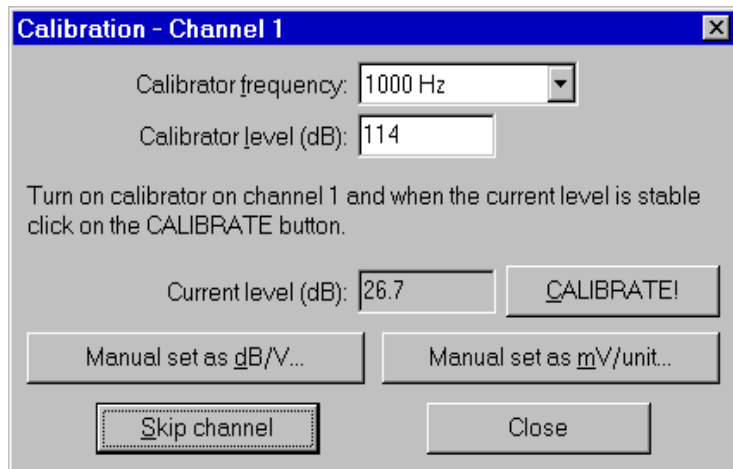 Calibration - Channel 1
Calibrator frequency: 1000 Hz
Calibrator level (dB): 114
Turn on calibrator on channel 1 and when the current level is stable
click on the CALIBRATE button.
Current level (dB): 26.7 CALIBRATE!
Manual set as dB/V... Manual set as mV/unit...
Skip channel Close